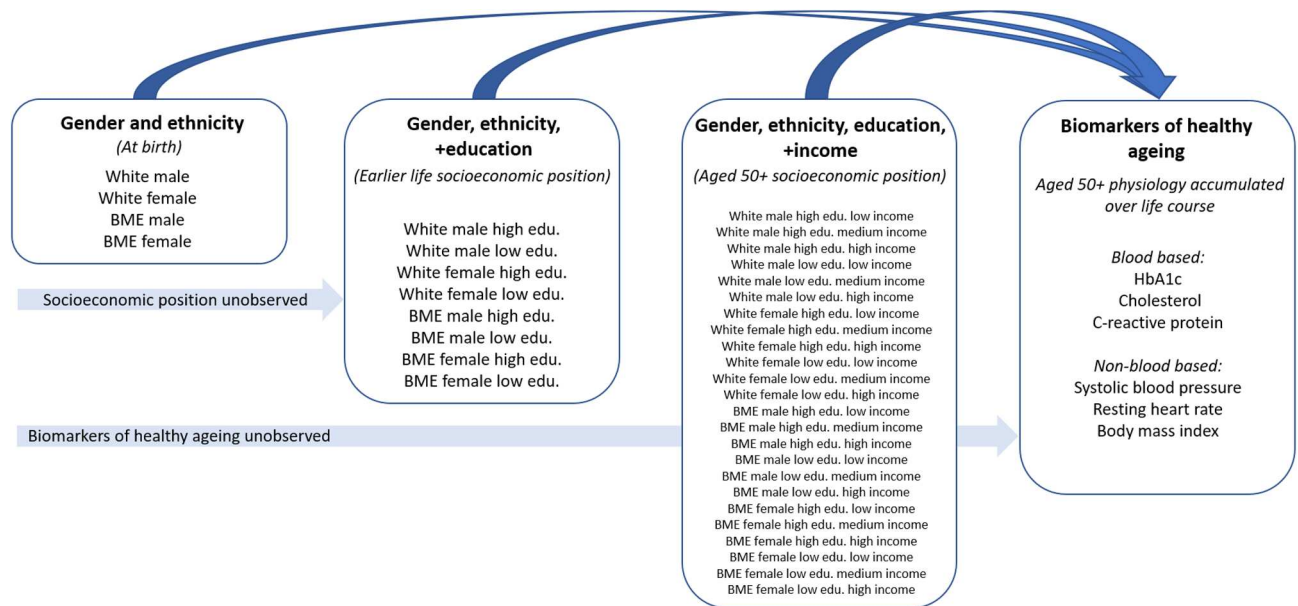 Gender and ethnicity
(At birth)
White male
White female
BME male
BME female
Socioeconomic position unobserved
Biomarkers of healthy ageing unobserved
Gender, ethnicity,
+education
(Earlier life socioeconomic position)
White male high edu.
White male low edu.
White female high edu.
White female low edu.
BME male high edu.
BME male low edu.
BME female high edu.
BME female low edu.
Gender, ethnicity, education,
+income
(Aged 50+ socioeconomic position)
White male high edu. low income
White male high edu. medium income
White male high edu. high income
White male low edu. low income
White male low edu. medium income
White male low edu. high income
White female high edu. low income
White female high edu. medium income
White female high edu. high income
White female low edu. low income
White female low edu. medium income
White female low edu. high income
BME male high edu. low income
BME male high edu. medium income
BME male high edu. high income
BME male low edu. low income
BME male low edu. medium income
BME male low edu. high income
BME female high edu. low income
BME female high edu. medium income
BME female high edu. high income
BME female low edu. low income
BME female low edu. medium income
BME female low edu. high income
Biomarkers of healthy
ageing
Aged 50+ physiology accumulated
over life course
Blood based:
HbA1c
Cholesterol
C-reactive protein
Non-blood based:
Systolic blood pressure
Resting heart rate
Body mass index